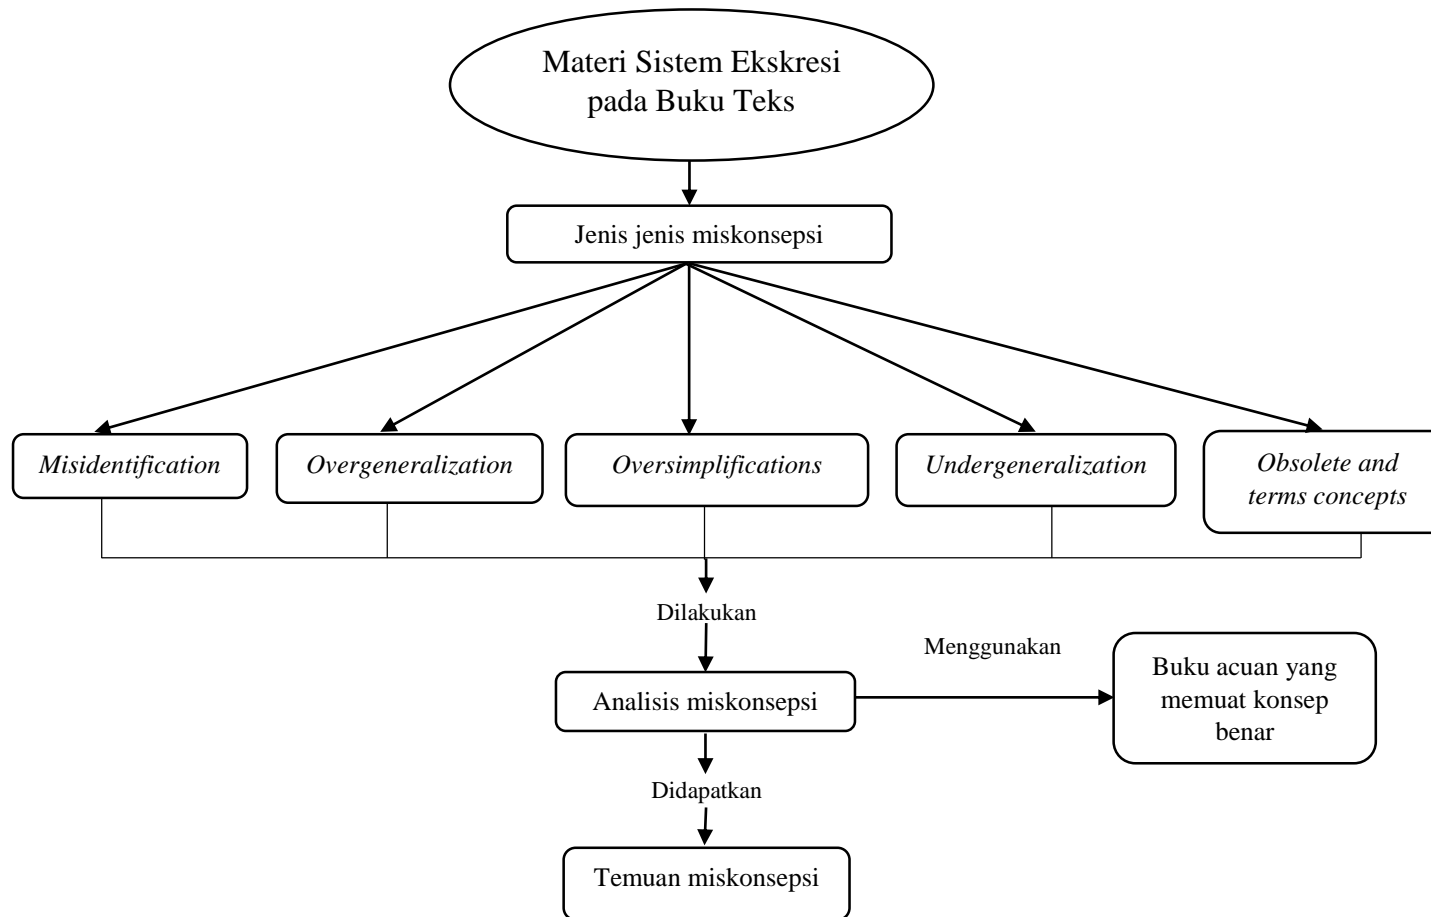 Materi Sistem Ekskresi
pada Buku Teks
Jenis jenis miskonsepsi
Misidentification
Overgeneralization
Oversimplifications
Undergeneralization
Obsolete and
terms concepts
Dilakukan
Menggunakan
Analisis miskonsepsi
Buku acuan yang
memuat konsep
benar
Didapatkan
Temuan miskonsepsi